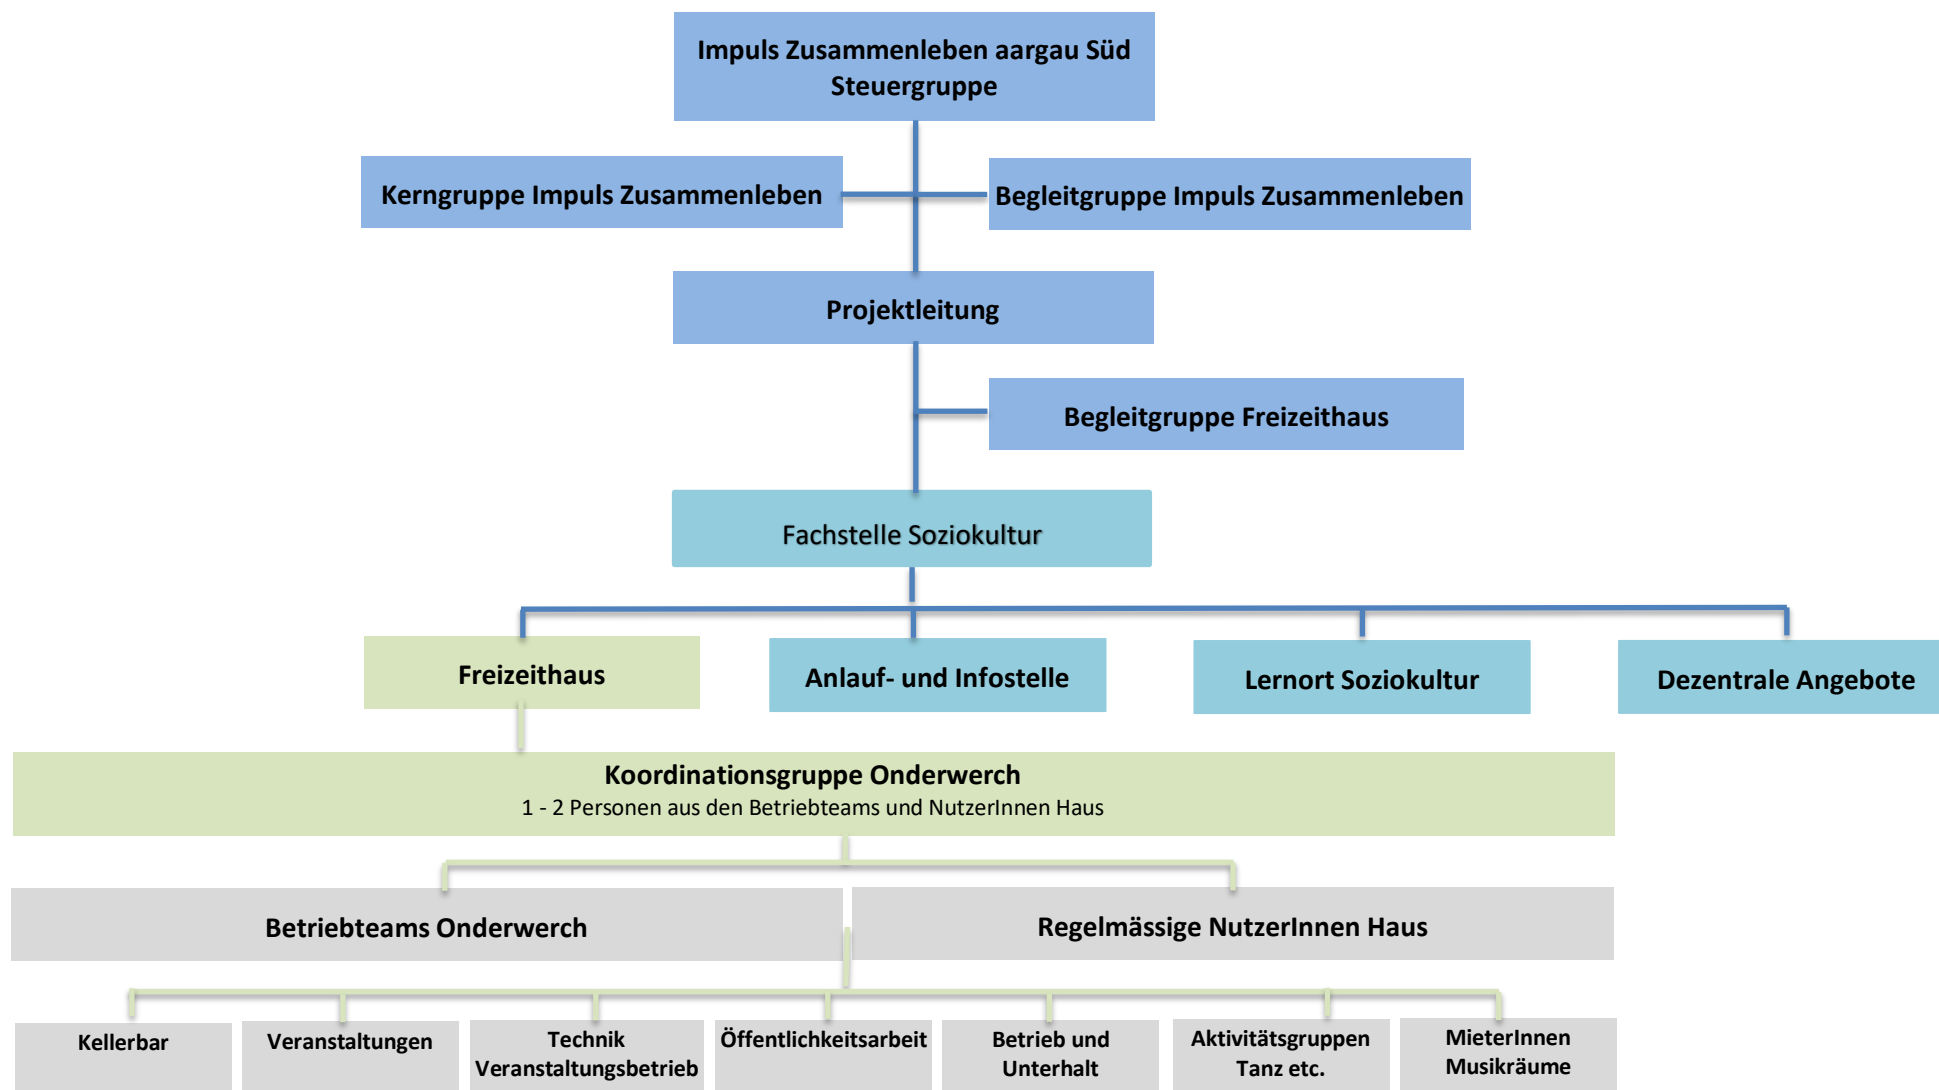 Impuls Zusammenleben aargau Süd
Steuergruppe
Kerngruppe Impuls Zusammenleben
Begleitgruppe Impuls Zusammenleben
Projektleitung
Begleitgruppe Freizeithaus
Fachstelle Soziokultur
Freizeithaus
Anlauf- und Infostelle
Lernort Soziokultur
Dezentrale Angebote
Koordinationsgruppe Onderwerch
1 - 2 Personen aus den Betriebteams und NutzerInnen Haus
Betriebteams Onderwerch
Regelmässige NutzerInnen Haus
Kellerbar
Veranstaltungen
Technik
Veranstaltungsbetrieb
Öffentlichkeitsarbeit
Betrieb und
Unterhalt
Aktivitätsgruppen
Tanz etc.
MieterInnen
Musikräume